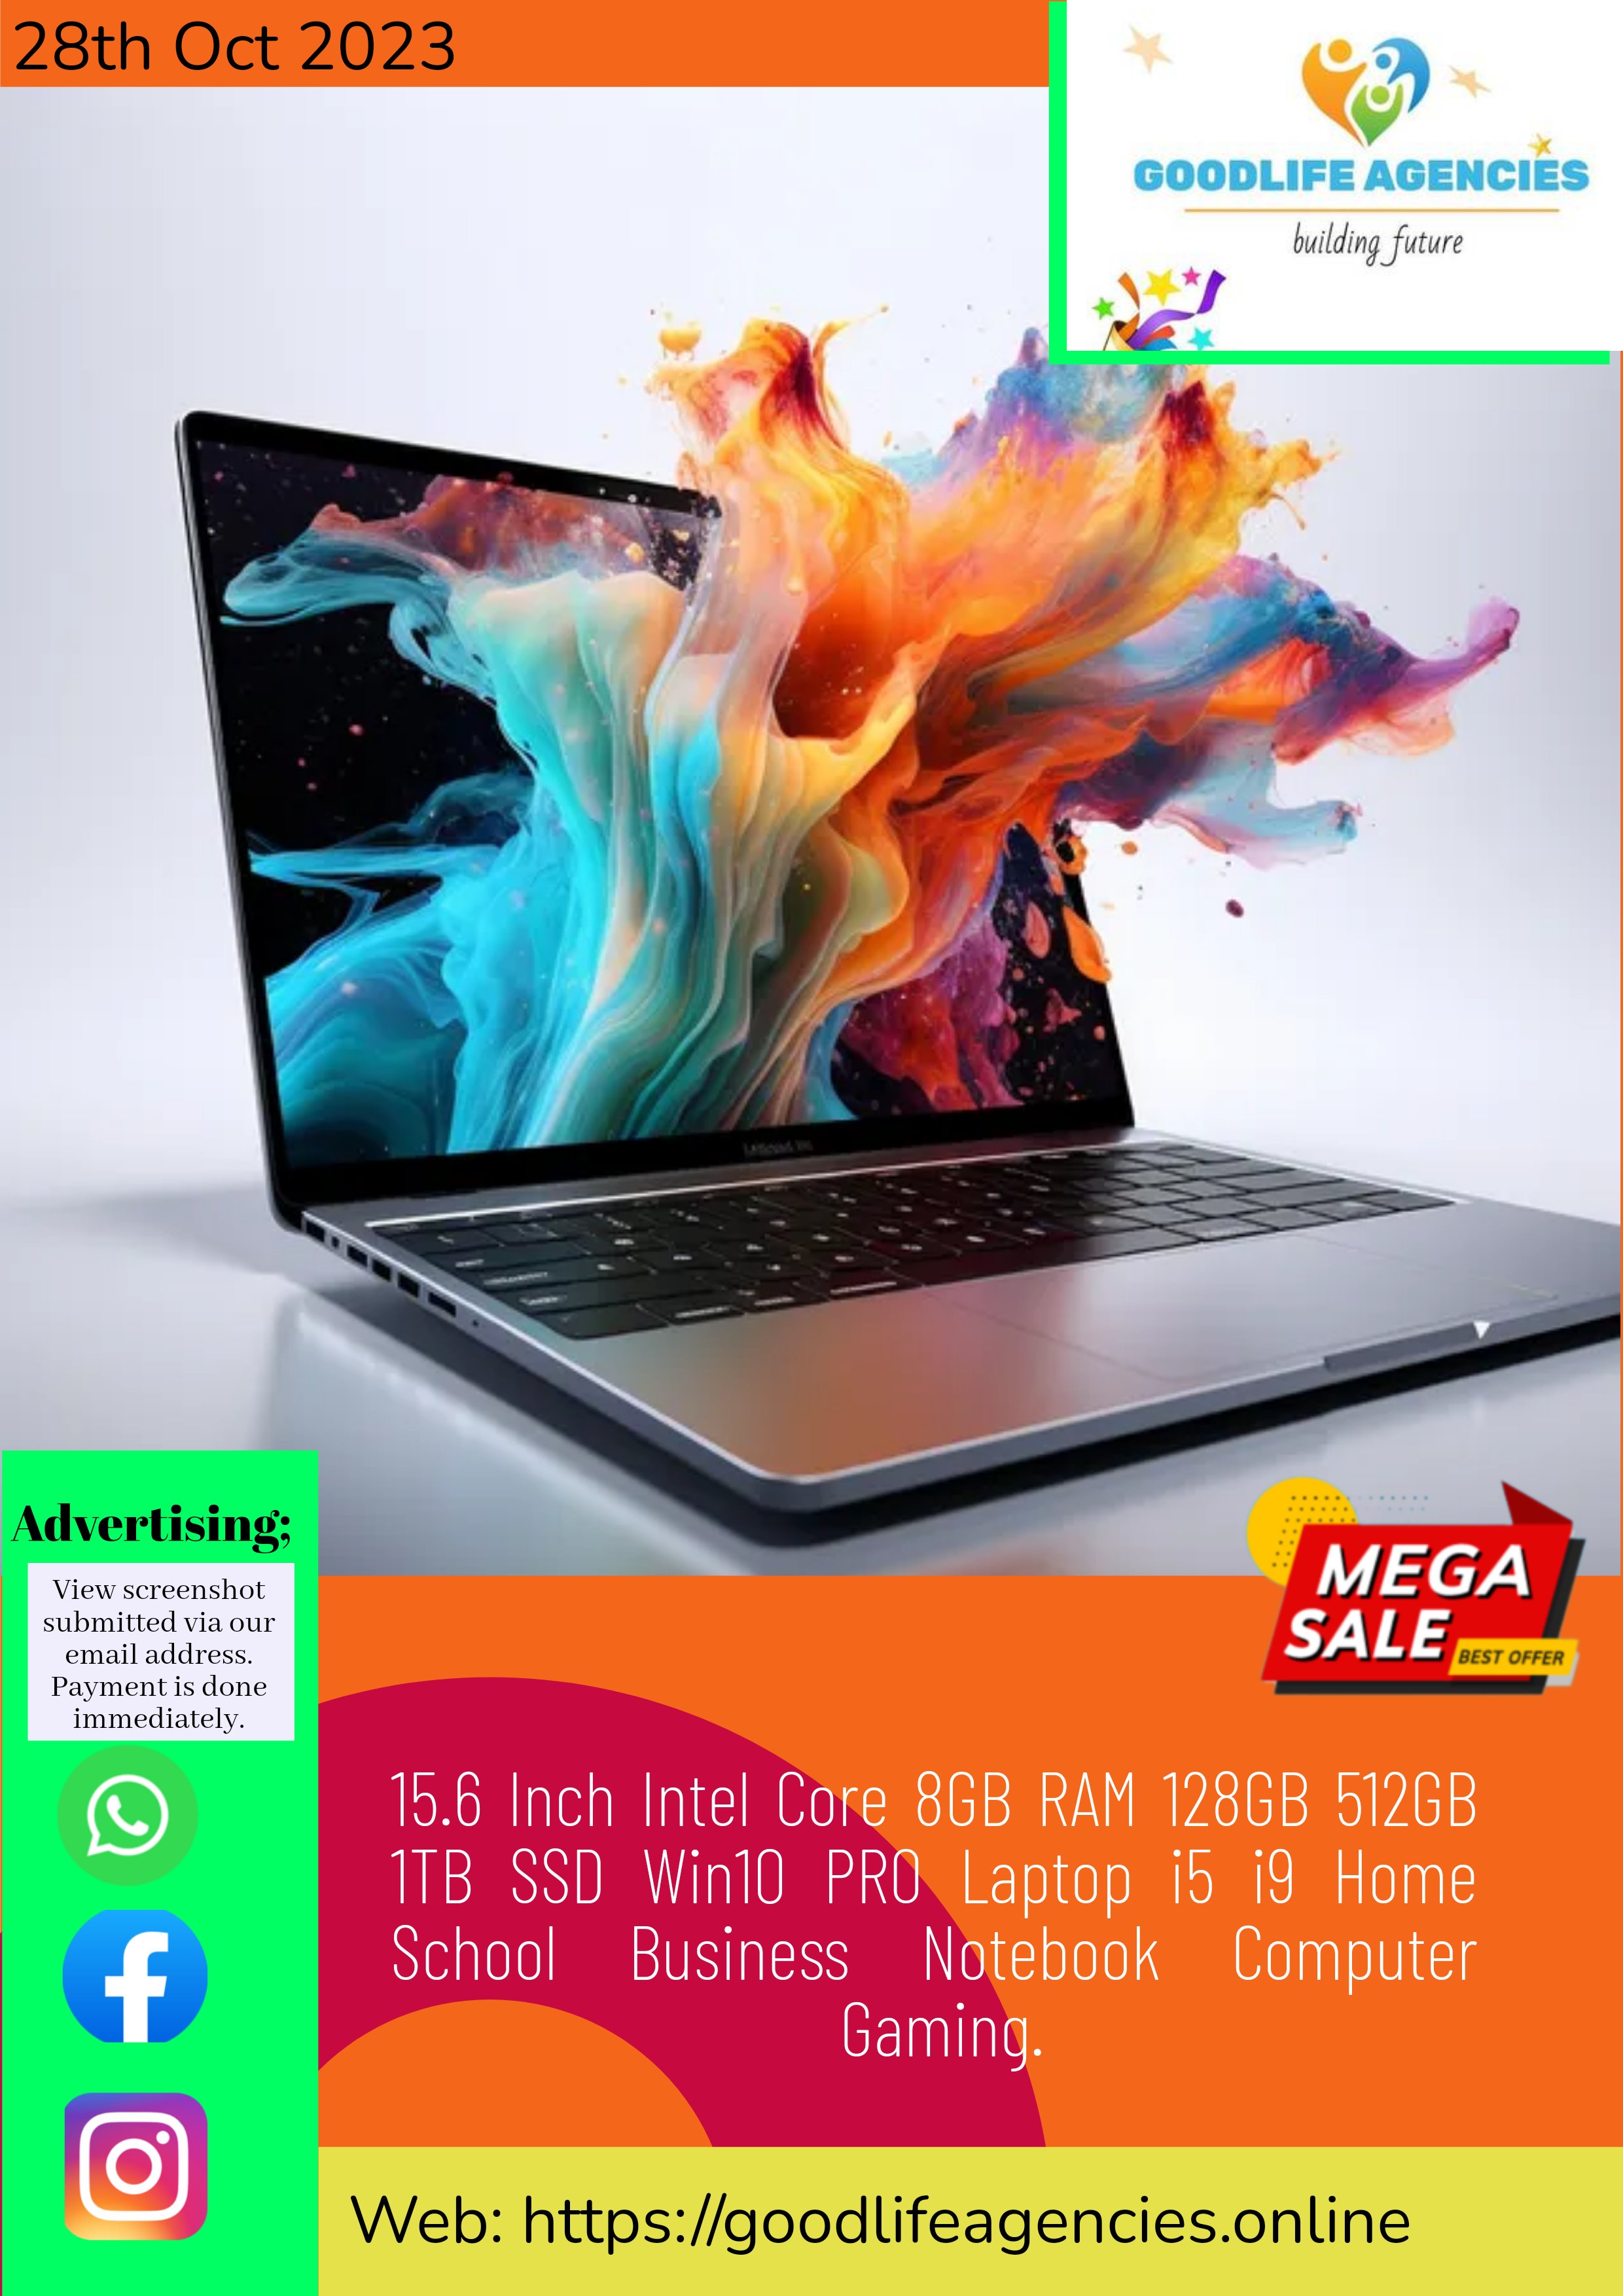 28th Oct 2023
GOODLIFE AGENCIES
building future
Advertising;
View screenshot
submitted via our
email address.
Payment is done
immediately.
MEGA
SALE
BEST OFFER
15.6 Inch Intel Core 8GB RAM 128GB 512GB
1TB SSD Win10 PRO Laptop i5 i9 Home
School Business Notebook Computer
Gaming.
Web: https://goodlifeagencies.online